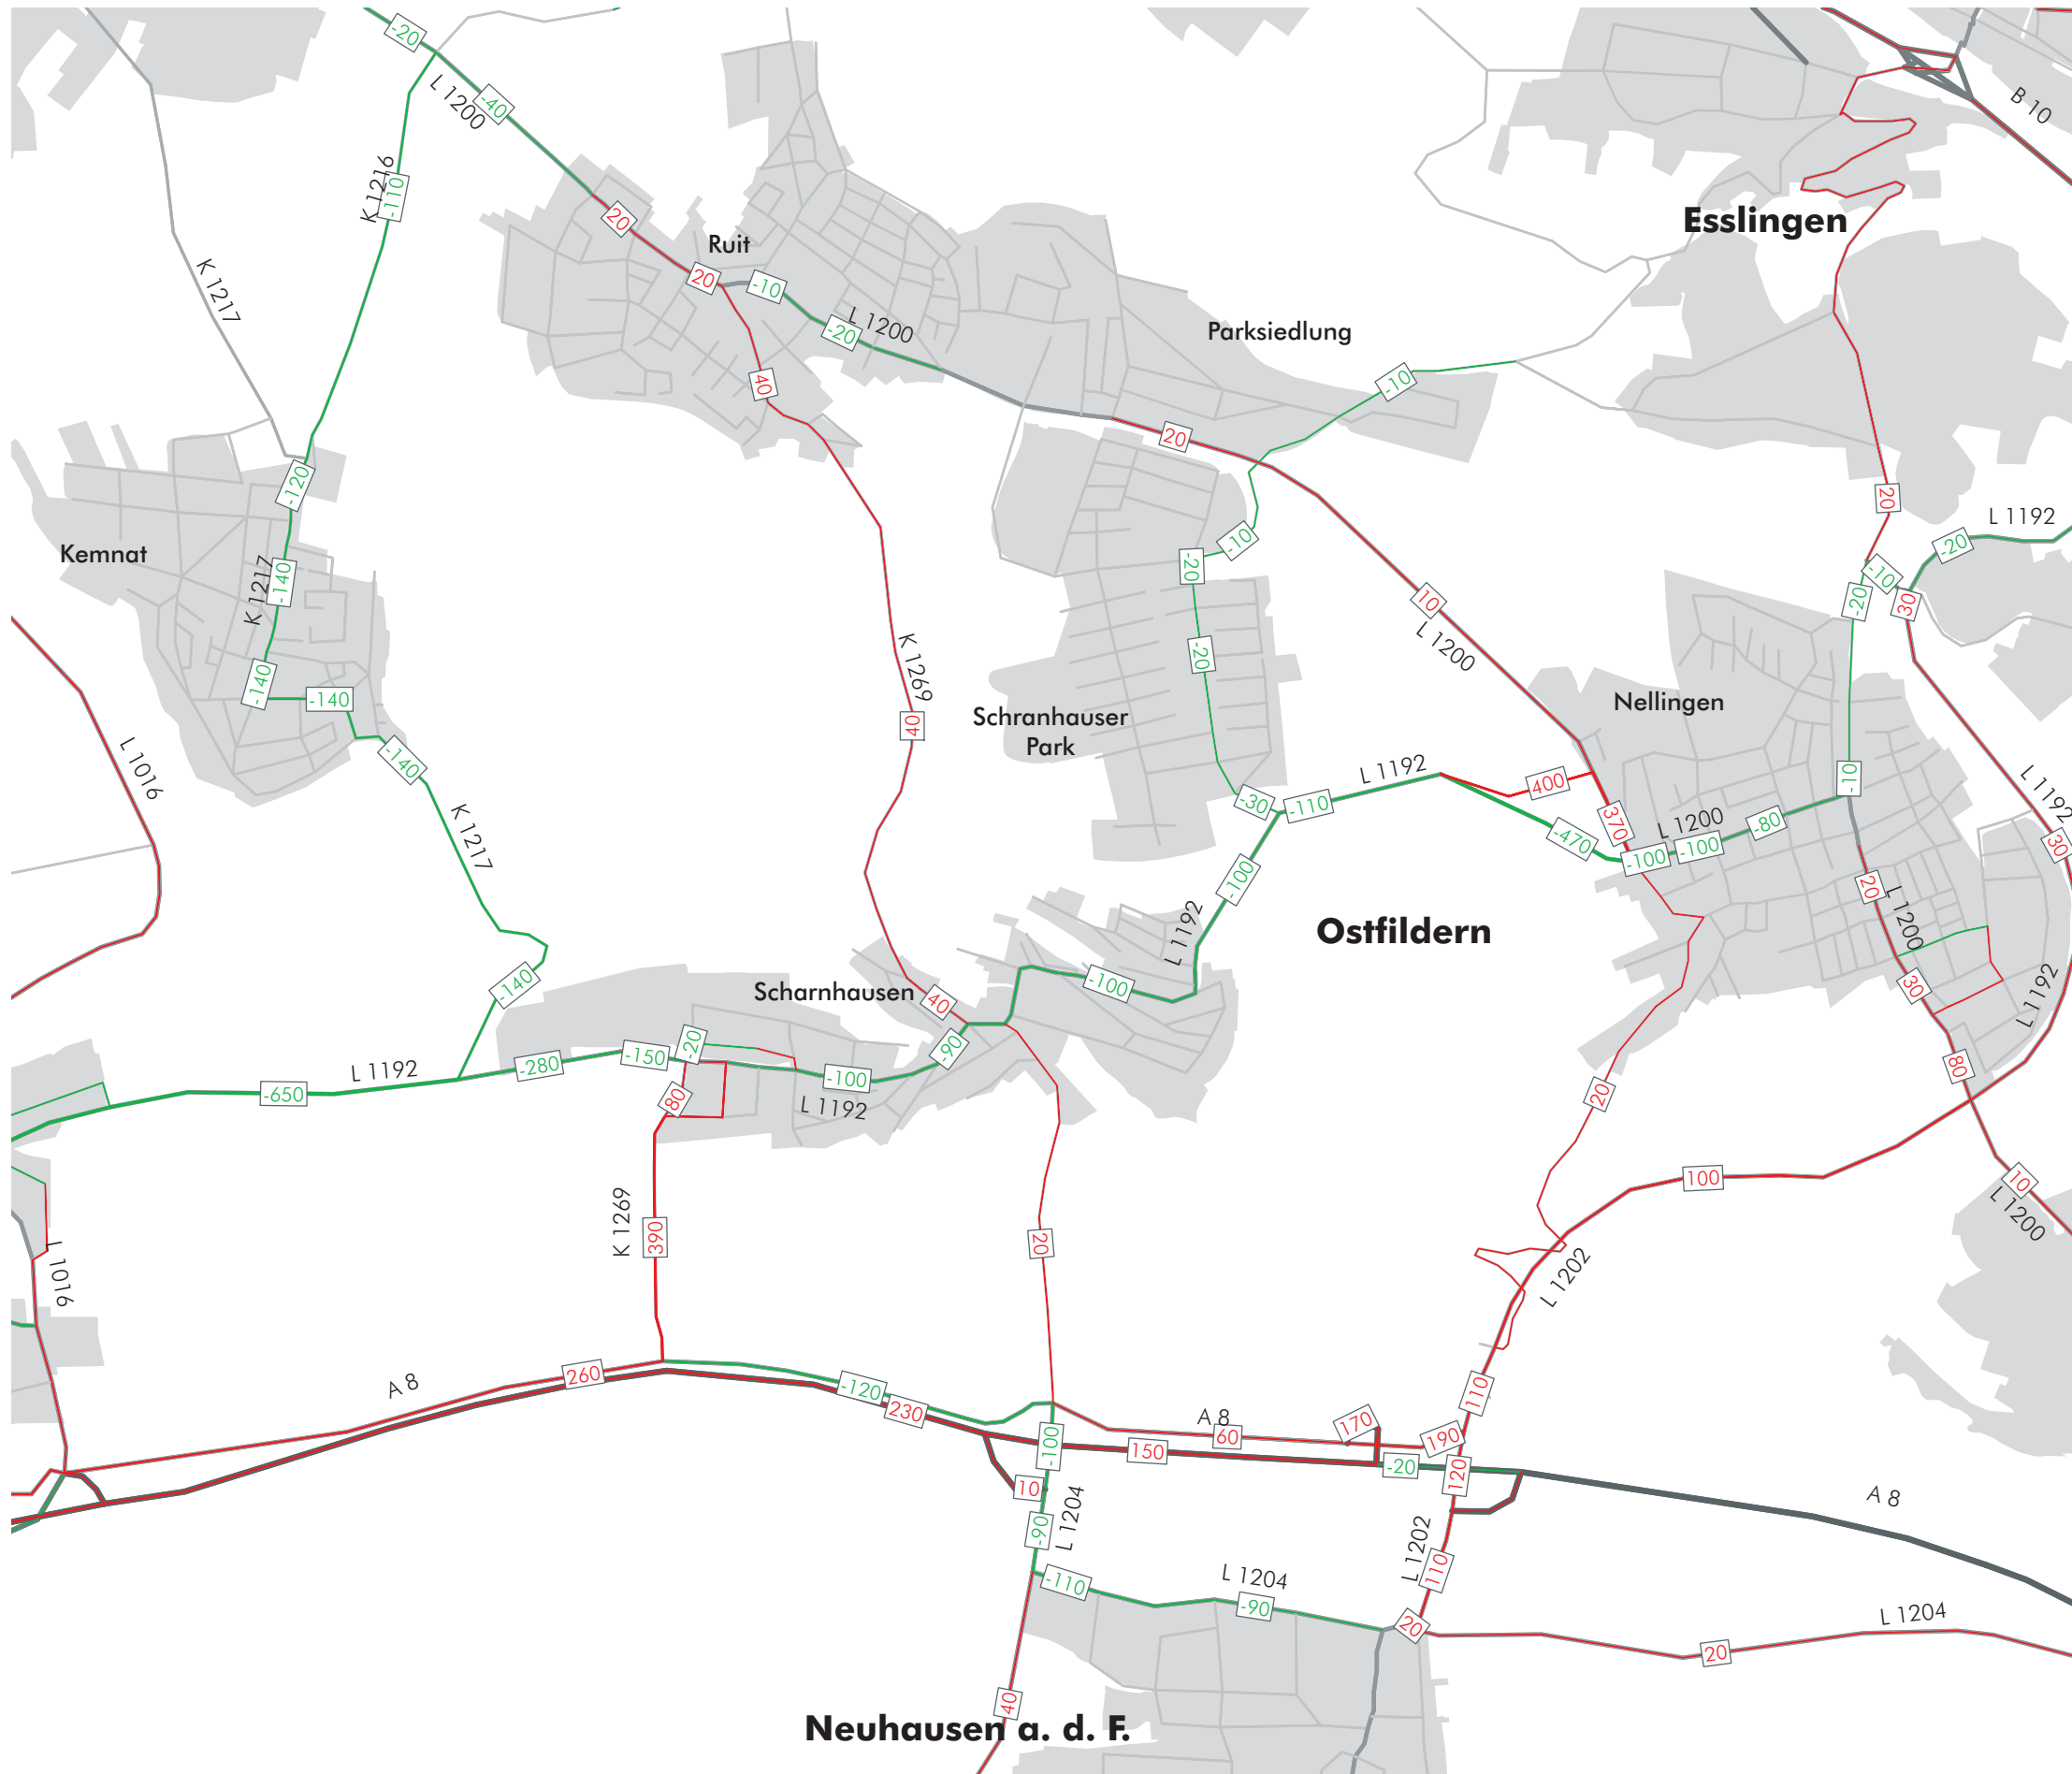 -20
-40
L 1200
B 10
K 1216
-110
20
Ruit
Esslingen
K 1217
20
-10
-20
L 1200
Parksiedlung
-10
40
20
-120
20
L 1192
-20
-10
Kemnat
-10
-20
K 1217
-140
-10
30
-20
10
L 1200
K 1269
-20
-140
-140
Nellingen
Schranhauser
Park
40
-140
L 1016
L 1192
400
-10
L 1192
-30
-110
K 1217
370
L 1200
-80
-470
-100
-100
30
-100
20
L 1200
L 1192
Ostfildern
-140
Scharnhausen
40
-100
30
L 1192
-90
-20
-150
-280
L 1192
-650
-100
L 1192
80
80
20
100
10
L 1200
K 1269
390
20
L 1016
L 1202
260
A 8
-120
230
110
A 8
60
170
190
-100
150
-20
120
10
A 8
-90
L 1204
L 1202
110
-110
L 1204
-90
20
L 1204
20
40
Neuhausen a. d. F.